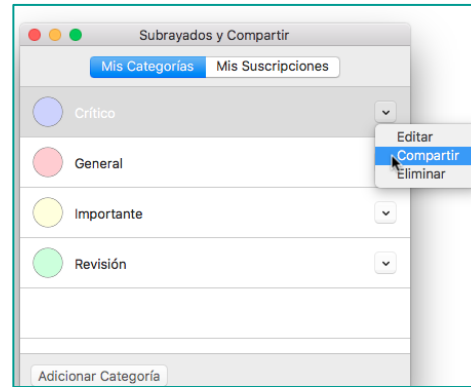 Subrayados y Compartir
Mis Categorías Mis Suscripciones
Crítico
Editar
Compartir
Eliminar
General
Importante
Revisión
Adicionar Categoría